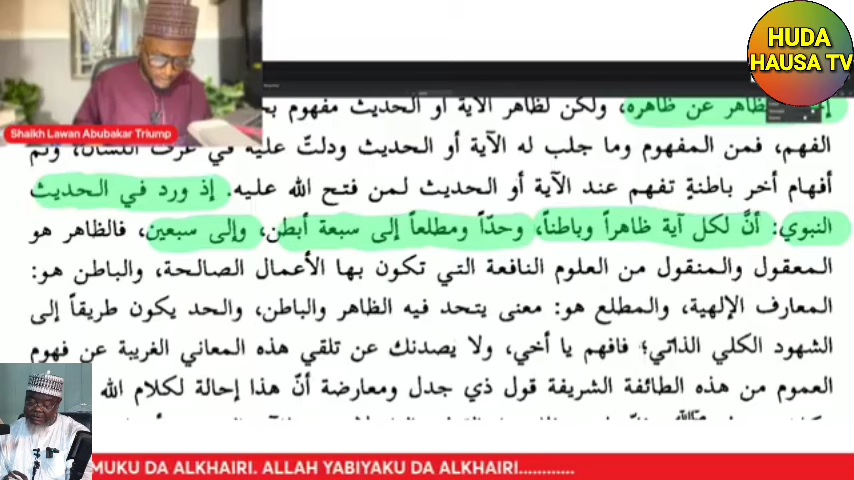 HUDA
HAUSA TV
Shaikh Lawan Abubakar Triump
الظاهر عن ظاهره، ولكن لظاهر الآية أو الحديث مفهوم
الفهم، فمن المفهوم وما جلب له الآية أو الحديث ودلت عليه في عرف اللسان، وثم
أفهام أخر باطنةٍ تفهم عند الآية أو الحديث لمن فتح الله عليه. إذ ورد في الحديث
النبوي: أنَّ لكل آية ظاهراً وباطناً، وحدّاً ومطلعاً إلى سبعة أبطن، وإلى سبعين، فالظاهر هو
المعقول والمنقول من العلوم النافعة التي تكون بها الأعمال الصالحة، والباطن هو:
المعارف الإلهية، والمطلع هو: معنى يتحد فيه الظاهر والباطن، والحد يكون طريقاً إلى
الشهود الكلي الذاتي؛ فافهم يا أخي، ولا يصدنك عن تلقي هذه المعاني الغريبة عن فهوم
العموم من هذه الطائفة الشريفة قول ذي جدل ومعارضة أنّ هذا إحالة لكلام الله
MUKU DA ALKHAIRI. ALLAH YABIYAKU DA ALKHAIRI............